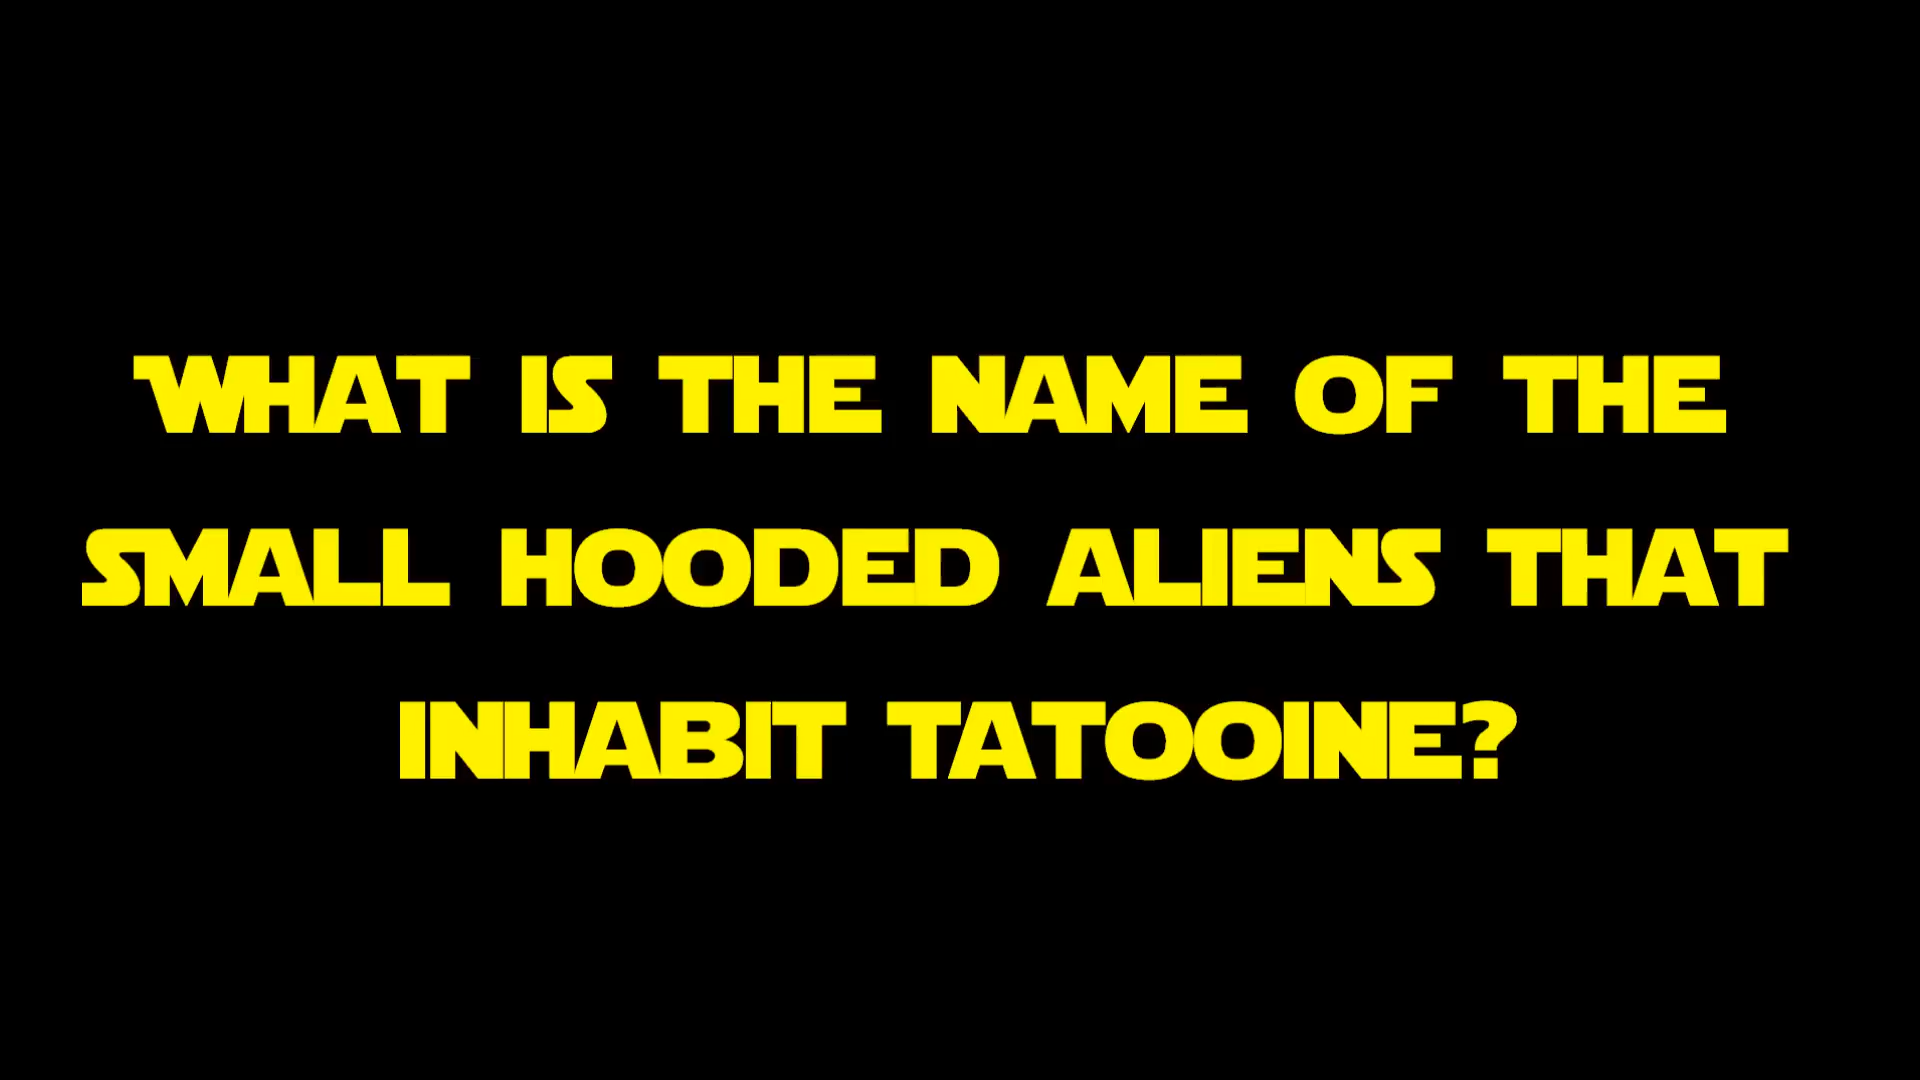 WHAT IS THE NAME OF THE
SMALL HOODED ALIENS THAT
INHABIT TATOOINE?